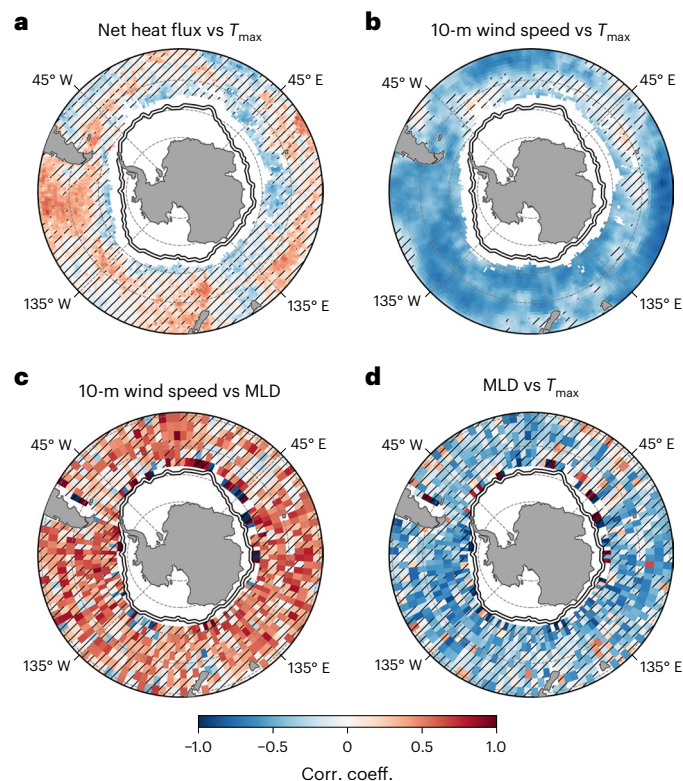 a
Net heat flux vs Tmax
45° W
45° E
135° W
135° E
b
10-m wind speed vs Tmax
45° W
45° E
135° W
135° E
c
10-m wind speed vs MLD
45° W
45° E
135° W
135° E
d
MLD vs Tmax
45° W
45° E
135° W
135° E
−1.0
−0.5
0
0.5
1.0
Corr. coeff.